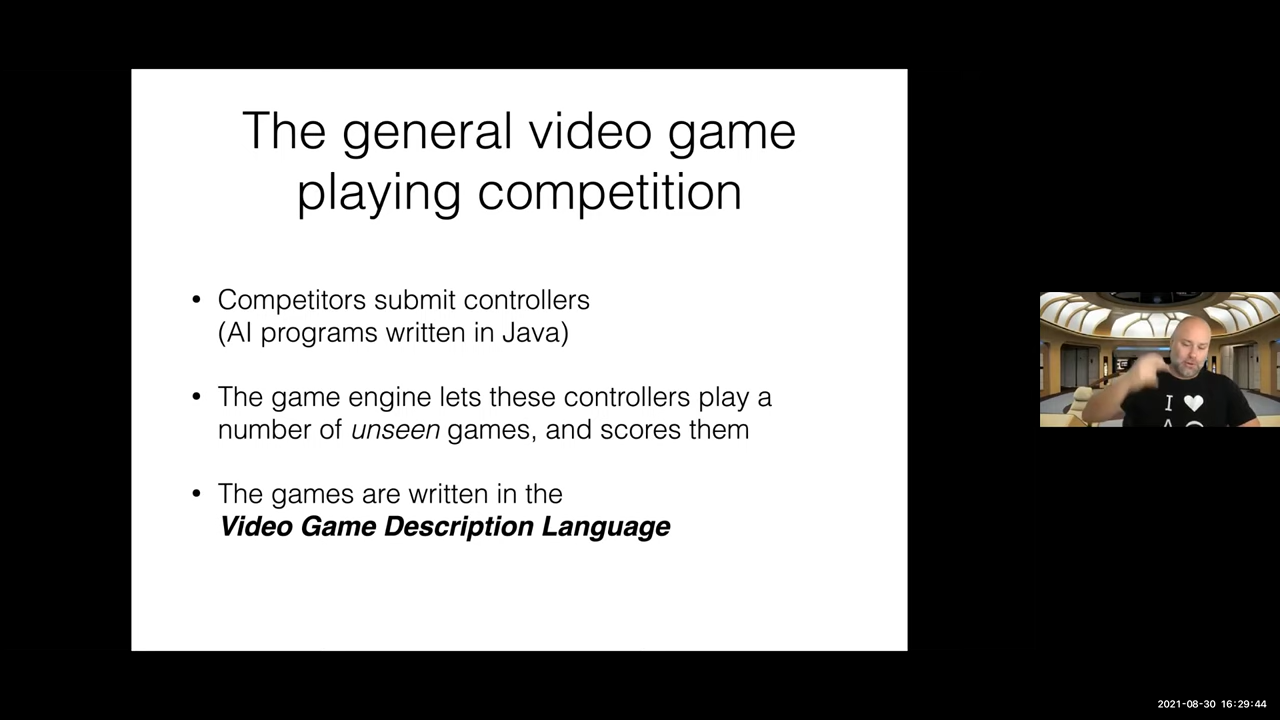 The general video game
playing competition
• Competitors submit controllers
(AI programs written in Java)
• The game engine lets these controllers play a
number of unseen games, and scores them
• The games are written in the
Video Game Description Language
I ♥
2021-08-30 16:29:44